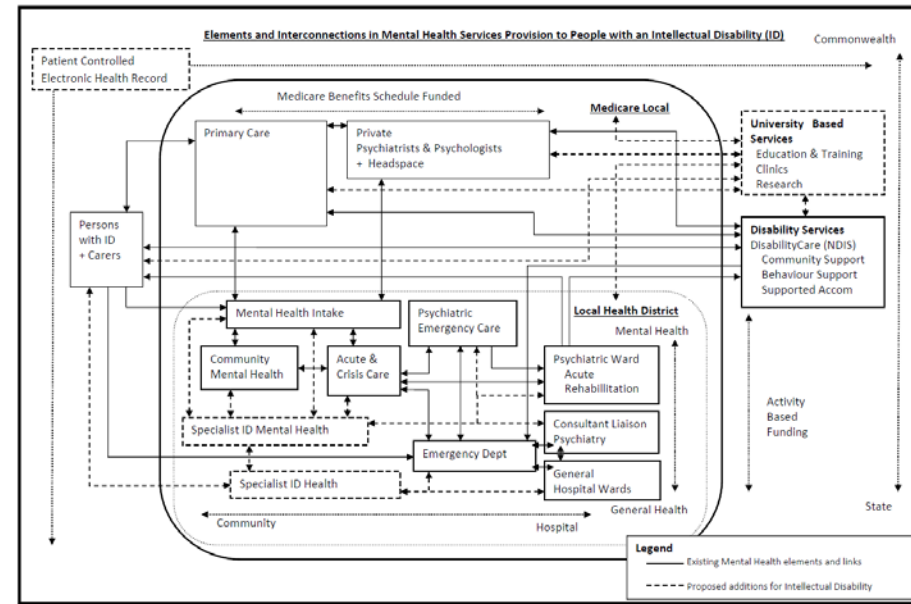 Elements and Interconnections in Mental Health Services Provision to People with an Intellectual Disability (ID)
Commonwealth
Patient Controlled
Electronic Health Record
Medicare Benefits Schedule Funded
Medicare Local
Primary Care
Private
Psychiatrists & Psychologists
+ Headspace
University Based
Services
Education & Training
Clinics
Research
Persons
with ID
+ Carers
Disability Services
DisabilityCare (NDIS)
Community Support
Behaviour Support
Supported Accom
Mental Health Intake
Psychiatric
Emergency Care
Local Health District
Mental Health
Community
Mental Health
Acute &
Crisis Care
Psychiatric Ward
Acute
Rehabillitation
Activity
Based
Funding
Specialist ID Mental Health
Consultant Liaison
Psychiatry
Emergency Dept
Specialist ID Health
General
Hospital Wards
General Health
State
Community
Hospital
Legend
Existing Mental Health elements and links
Proposed additions for Intellectual Disability